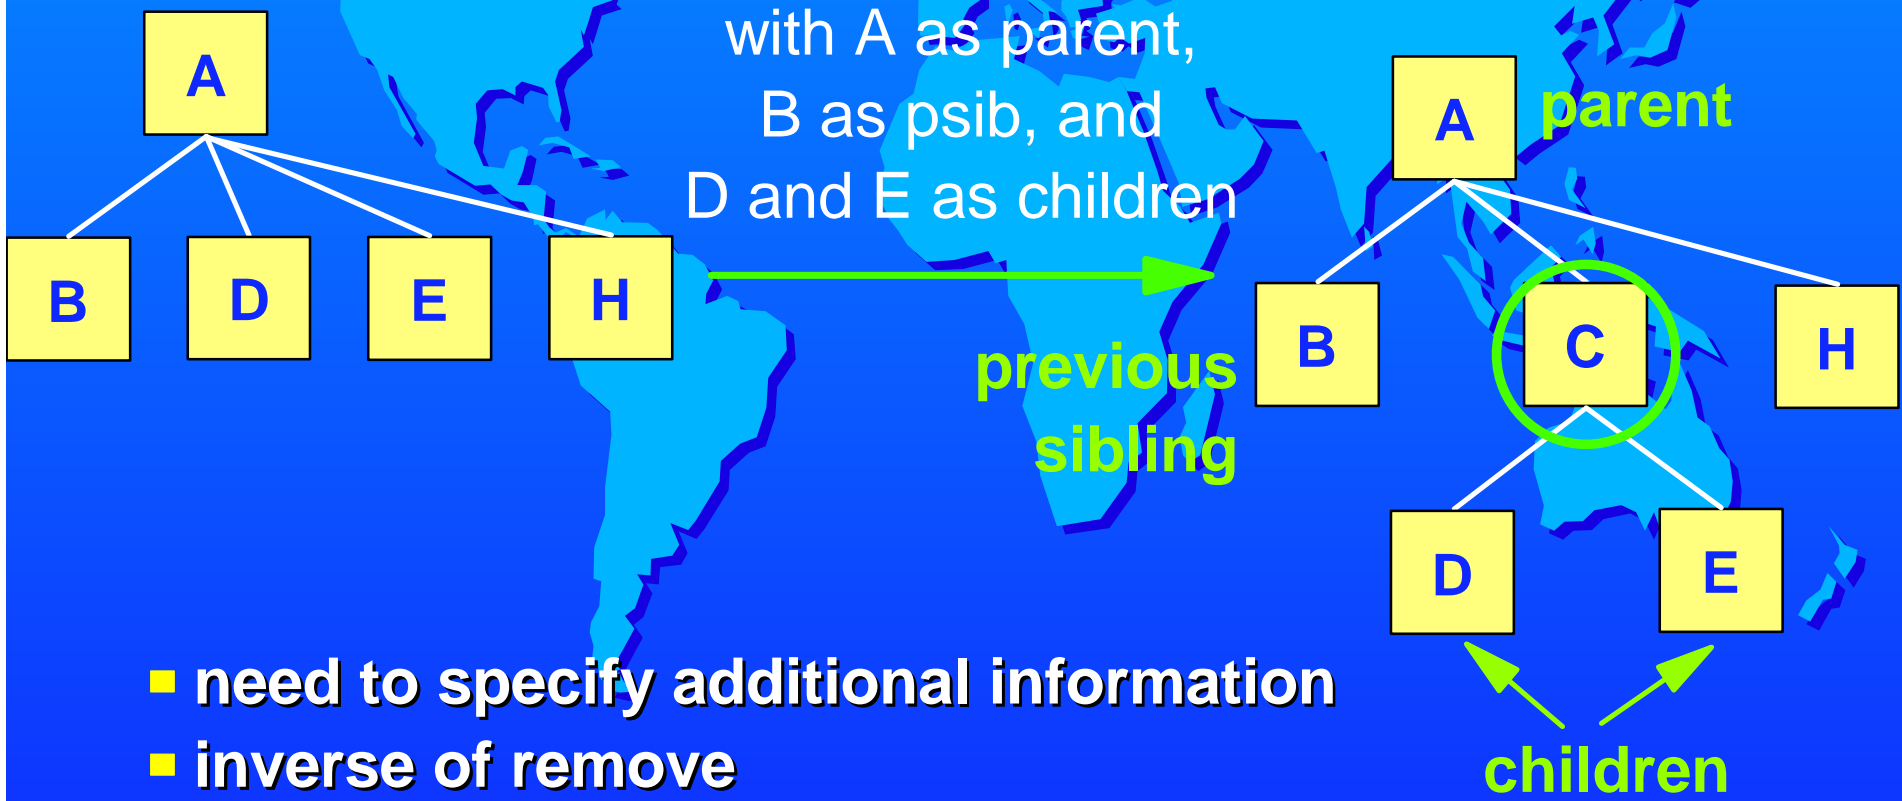 with A as parent,
B as psib, and
D and E as children
A
B D E H
A
parent
B C H
previous
sibling
D E
children
need to specify additional information
inverse of remove